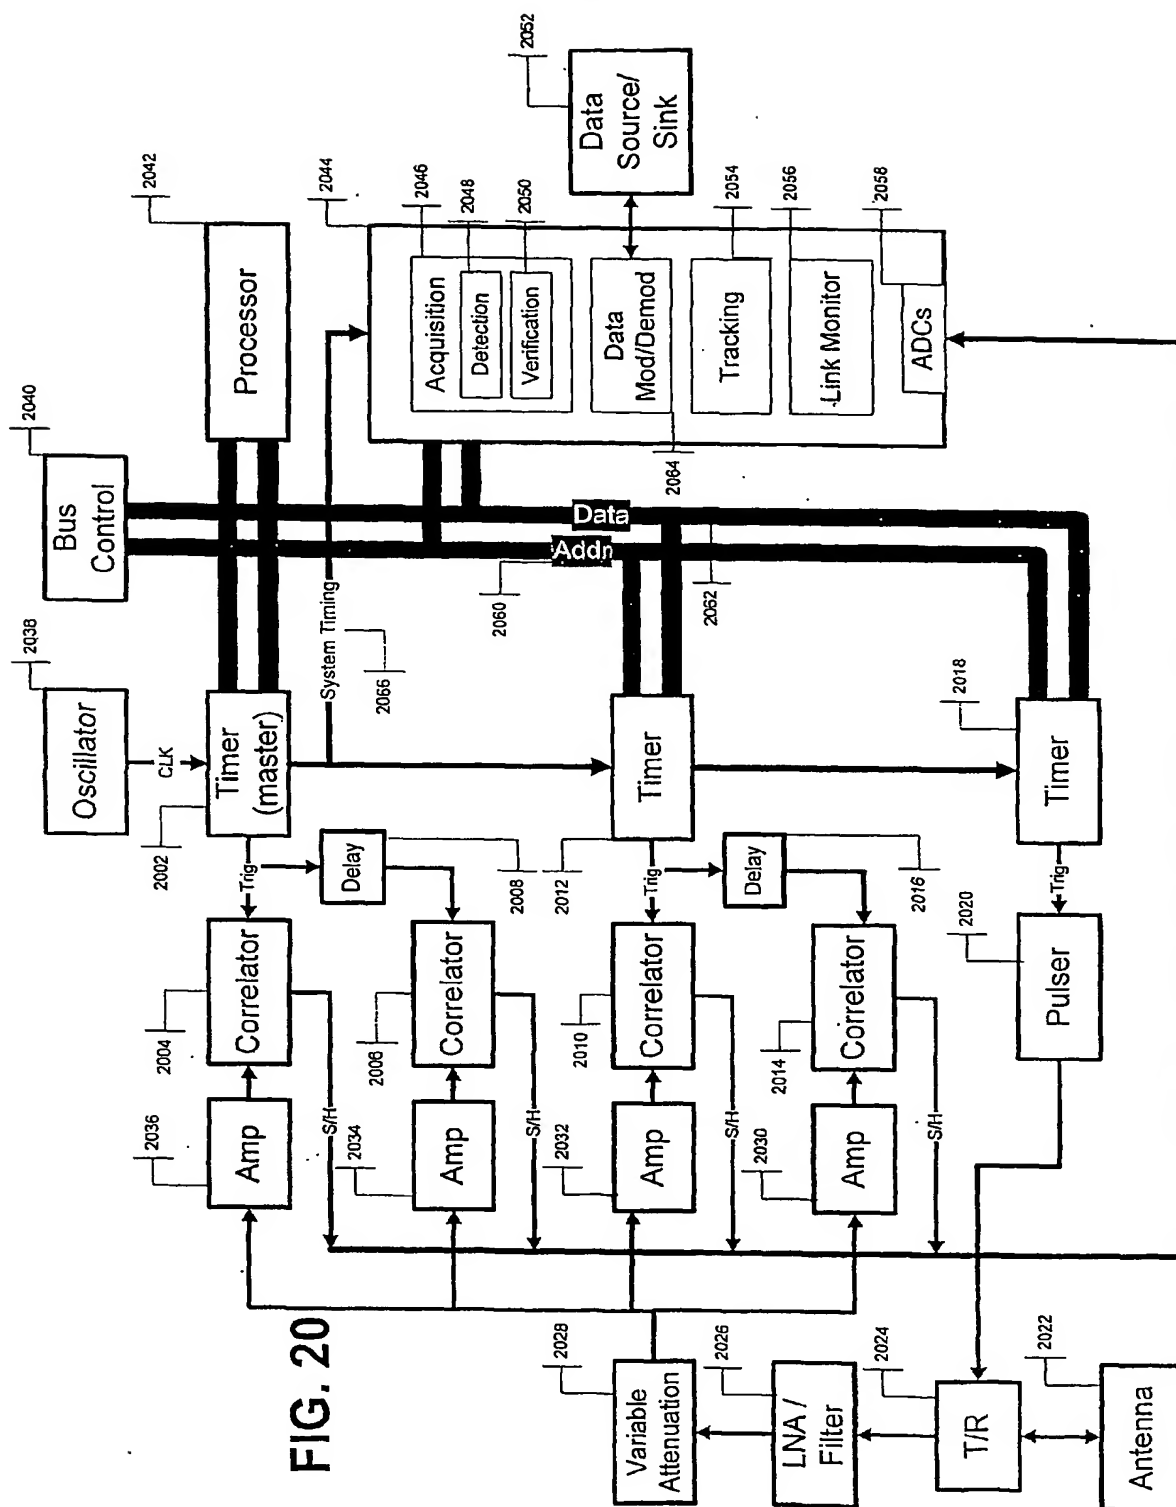 2052
Data
Source/
Sink
2042
Processor
2044
2046
Acquisition
2048
Detection
2050
Verification
Data
Mod/Demod
2064
2054
Tracking
2056
Link Monitor
2058
ADCs
2040
Bus
Control
Data
Addn
2060
2062
2038
Oscillator
CLK
Timer
(master)
2002
System Timing
2066
Timer
2012
2018
Timer
Trig
Delay
2008
Trig
Delay
2016
Trig
2020
Pulser
2004
Correlator
2006
Correlator
2010
Correlator
2014
Correlator
2036
Amp
S/H
2034
Amp
S/H
2032
Amp
S/H
2030
Amp
S/H
FIG. 20
2028
Variable
Attenuation
2026
LNA /
Filter
2024
T/R
2022
Antenna